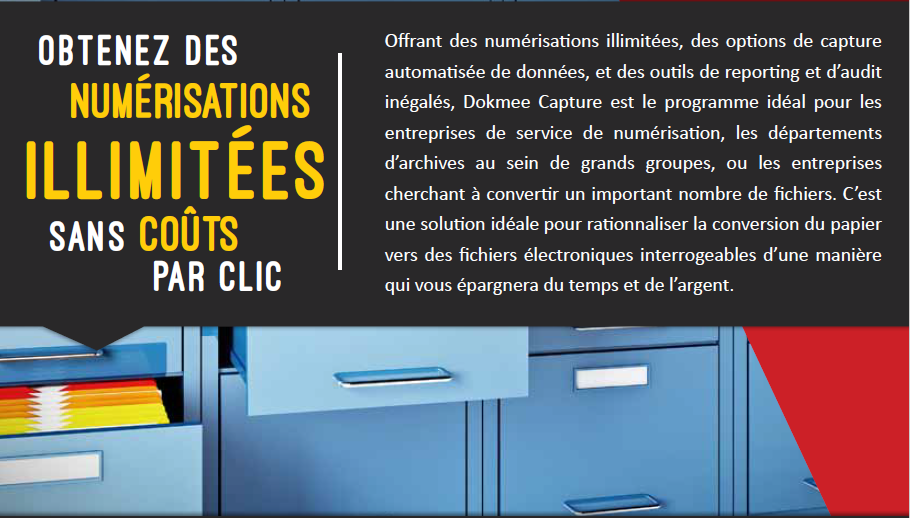 OBTENEZ DES
NUMÉRISATIONS
ILLIMITÉES
SANS COÛTS
PAR CLIC
Offrant des numérisations illimitées, des options de capture
automatisée de données, et des outils de reporting et d’audit
inégalés, Dokmee Capture est le programme idéal pour les
entreprises de service de numérisation, les départements
d’archives au sein de grands groupes, ou les entreprises
cherchant à convertir un important nombre de fichiers. C’est
une solution idéale pour rationnaliser la conversion du papier
vers des fichiers électroniques interrogeables d’une manière
qui vous épargnera du temps et de l’argent.